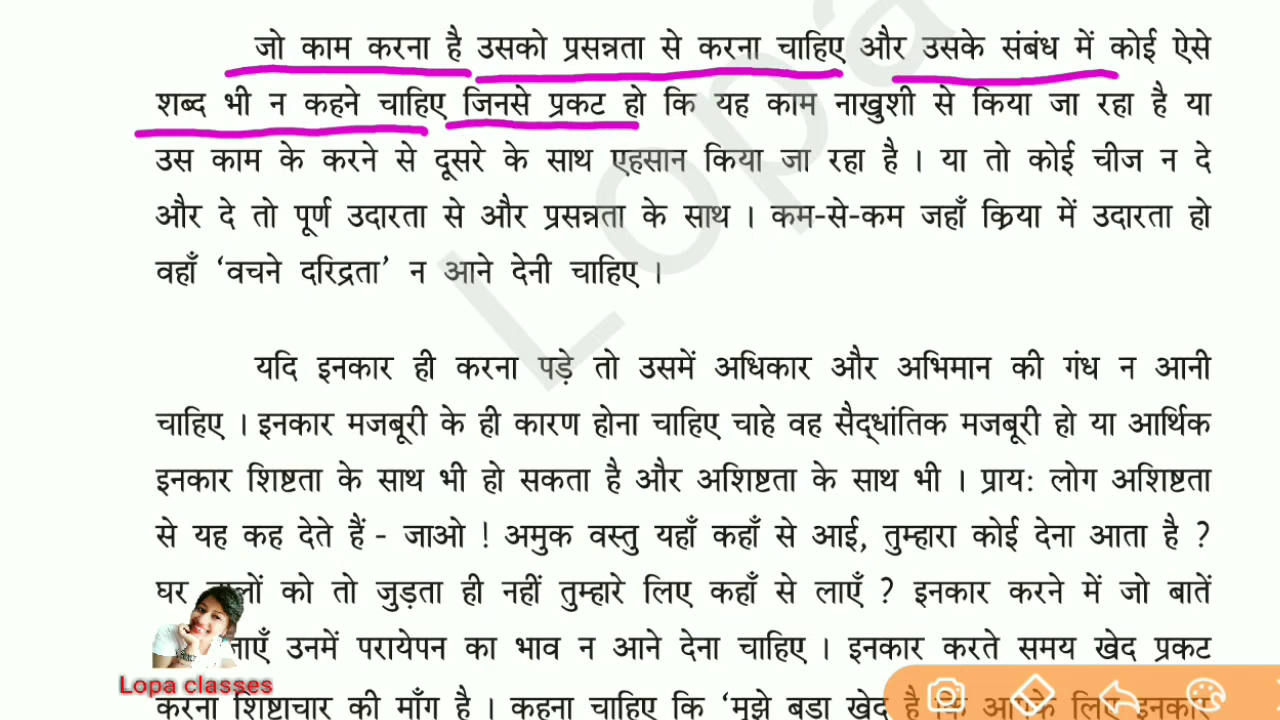 जो काम करना है उसको प्रसन्नता से करना चाहिए और उसके संबंध में कोई ऐसे
शब्द भी न कहने चाहिए जिनसे प्रकट हो कि यह काम नाखुशी से किया जा रहा है या
उस काम के करने से दूसरे के साथ एहसान किया जा रहा है । या तो कोई चीज न दे
और दे तो पूर्ण उदारता से और प्रसन्नता के साथ । कम-से-कम जहाँ क्रिया में उदारता हो
वहाँ ‘वचने दरिद्रता’ न आने देनी चाहिए ।
यदि इनकार ही करना पड़े तो उसमें अधिकार और अभिमान की गंध न आनी
चाहिए । इनकार मजबूरी के ही कारण होना चाहिए चाहे वह सैद्धांतिक मजबूरी हो या आर्थिक
इनकार शिष्टता के साथ भी हो सकता है और अशिष्टता के साथ भी । प्राय: लोग अशिष्टता
से यह कह देते हैं - जाओ ! अमुक वस्तु यहाँ कहाँ से आई, तुम्हारा कोई देना आता है ?
घर को तो जुड़ता ही नहीं तुम्हारे लिए कहाँ से लाएँ ? इनकार करने में जो बातें
उनमें परायेपन का भाव न आने देना चाहिए । इनकार करते समय खेद प्रकट
करना शिष्टाचार की माँग है । कहना चाहिए कि ‘मुझे बड़ा खेद है
Lopa classes
Lopa